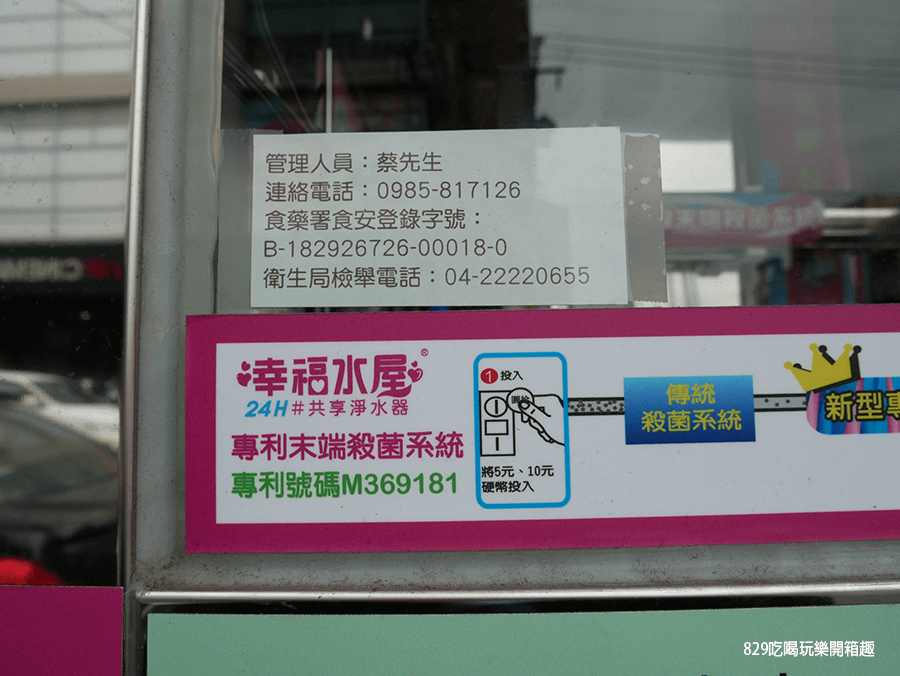 管理人員：蔡先生
連絡電話：0985-817126
食藥署食安登錄字號：
B-182926726-00018-0
衛生局檢舉電話：04-22220655
幸福水屋®
24H #共享淨水器
專利末端殺菌系統
專利號碼M369181
1 投入
將5元、10元
硬幣投入
傳統
殺菌系統
新型專
829吃喝玩樂開箱趣